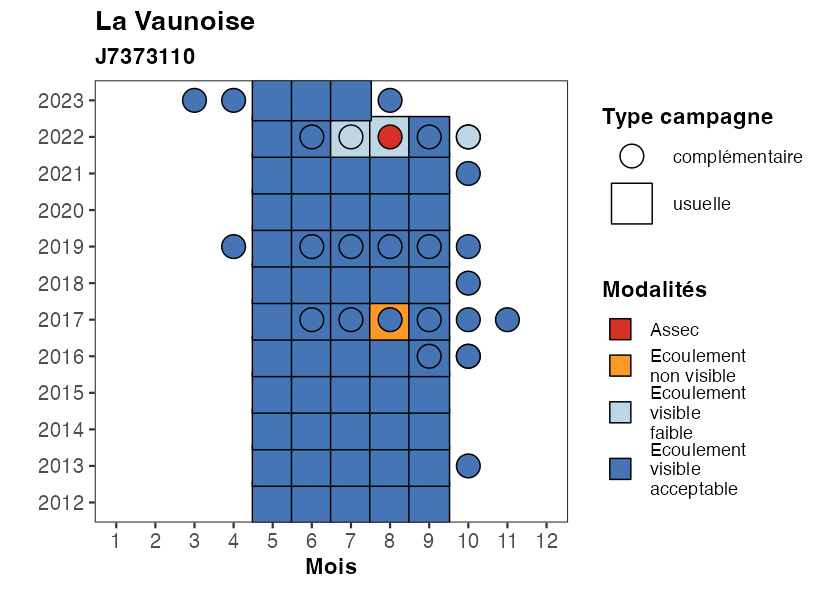 La Vaunoise
J7373110
2023
2022
2021
2020
2019
2018
2017
2016
2015
2014
2013
2012
1 2 3 4 5 6 7 8 9 10 11 12
Mois
Type campagne
complémentaire
usuelle
Modalités
Assec
Ecoulement
non visible
Ecoulement
visible
faible
Ecoulement
visible
acceptable